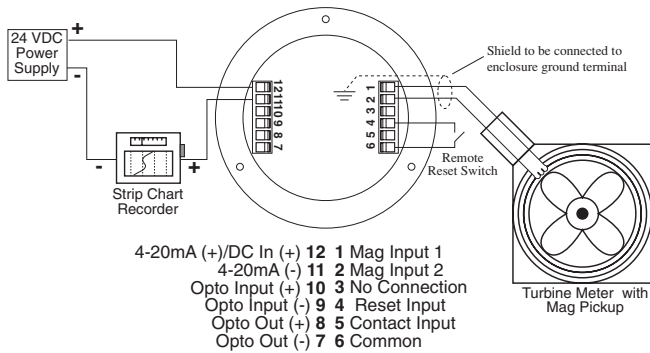 24 VDC
Power
Supply
+
-
-
+
Strip Chart
Recorder
12
11
10
9
8
7
1
2
3
4
5
6
Shield to be connected to
enclosure ground terminal
Remote
Reset Switch
Turbine Meter with
Mag Pickup
4-20mA (+)/DC In (+) 12 1 Mag Input 1
4-20mA (-) 11 2 Mag Input 2
Opto Input (+) 10 3 No Connection
Opto Input (-) 9 4 Reset Input
Opto Out (+) 8 5 Contact Input
Opto Out (-) 7 6 Common